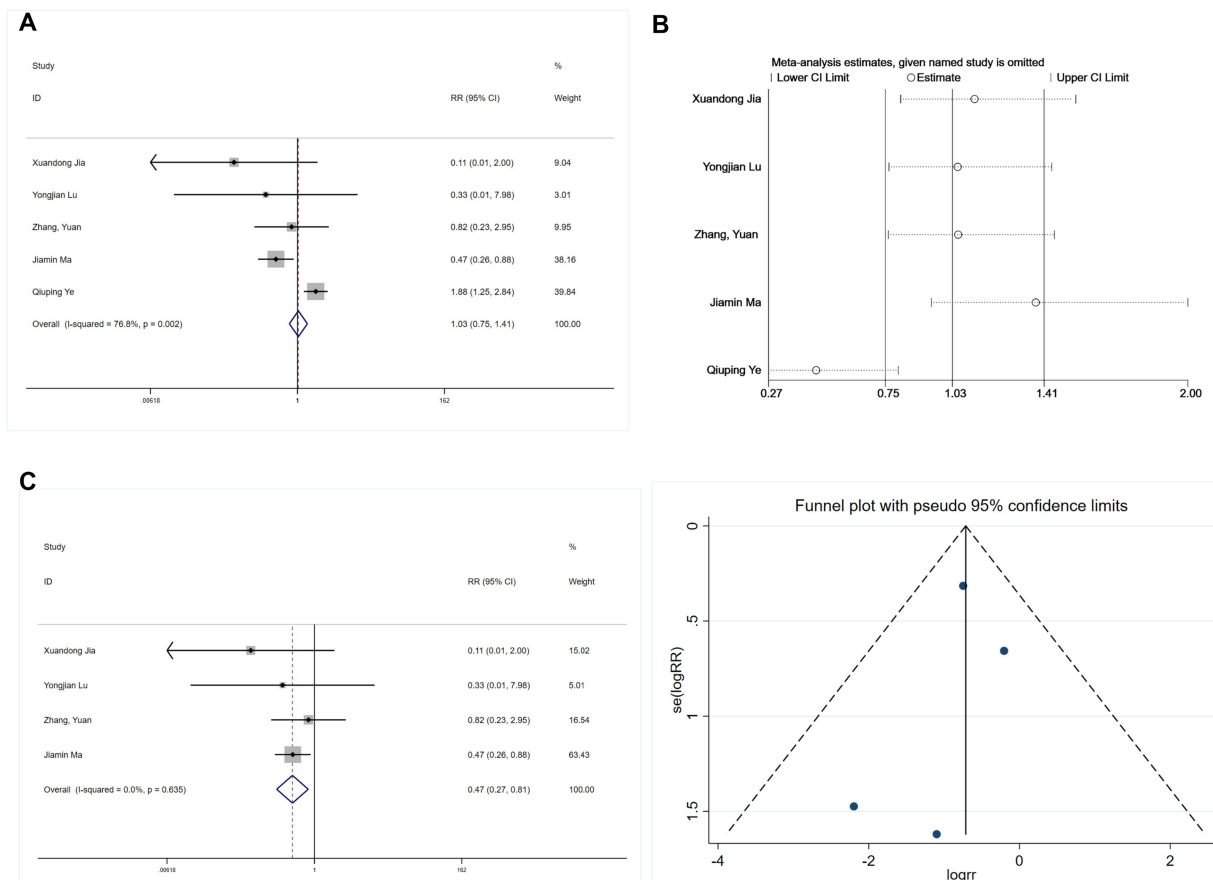 A
Study %
ID RR (95% CI) Weight
Xuandong Jia 0.11 (0.01, 2.00) 9.04
Yongjian Lu 0.33 (0.01, 7.98) 3.01
Zhang, Yuan 0.82 (0.23, 2.95) 9.95
Jiamin Ma 0.47 (0.26, 0.88) 38.16
Qiuping Ye 1.88 (1.25, 2.84) 39.84
Overall (I-squared = 76.8%, p = 0.002) 1.03 (0.75, 1.41) 100.00
.00618 1 162
B
Meta-analysis estimates, given named study is omitted
Lower CI Limit Estimate Upper CI Limit
Xuandong Jia
Yongjian Lu
Zhang, Yuan
Jiamin Ma
Qiuping Ye
0.27 0.75 1.03 1.41 2.00
C
Study %
ID RR (95% CI) Weight
Xuandong Jia 0.11 (0.01, 2.00) 15.02
Yongjian Lu 0.33 (0.01, 7.98) 5.01
Zhang, Yuan 0.82 (0.23, 2.95) 16.54
Jiamin Ma 0.47 (0.26, 0.88) 63.43
Overall (I-squared = 0.0%, p = 0.635) 0.47 (0.27, 0.81) 100.00
.00618 1 162
Funnel plot with pseudo 95% confidence limits
se(logRR)
0
.5
1
1.5
-4 -2 0 2
logrr